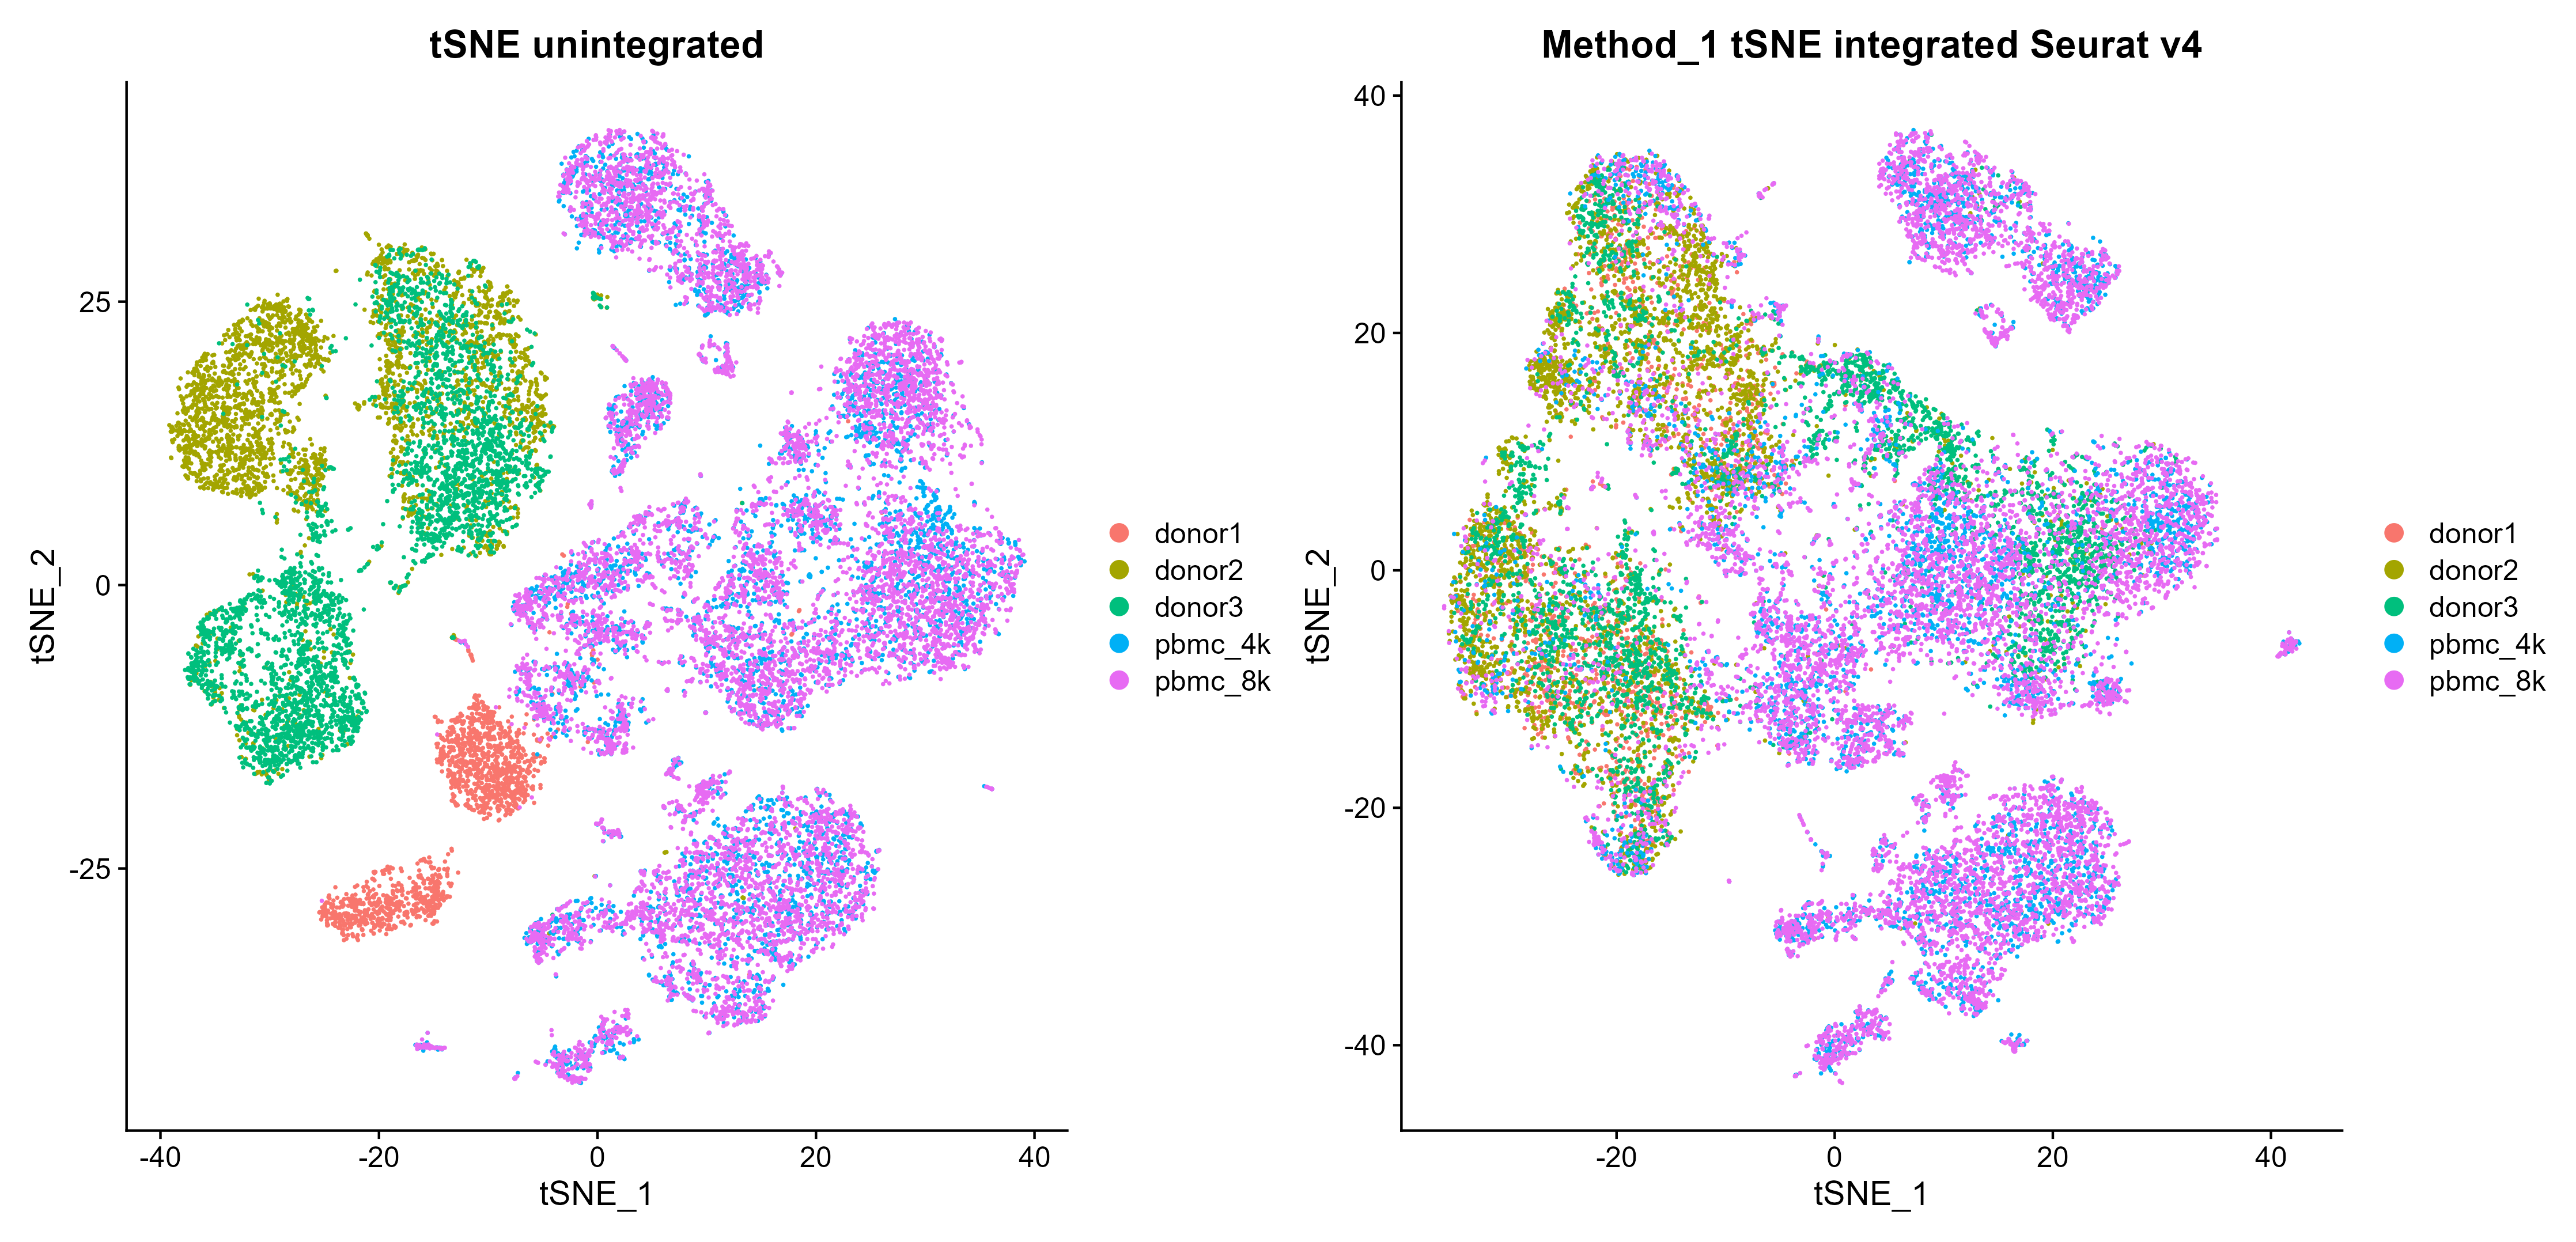 tSNE unintegrated
25
0
-25
tSNE_2
-40
-20
0
20
40
tSNE_1
donor1
donor2
donor3
pbmc_4k
pbmc_8k
Method_1 tSNE integrated Seurat v4
40
20
0
-20
-40
tSNE_2
-20
0
20
40
tSNE_1
donor1
donor2
donor3
pbmc_4k
pbmc_8k